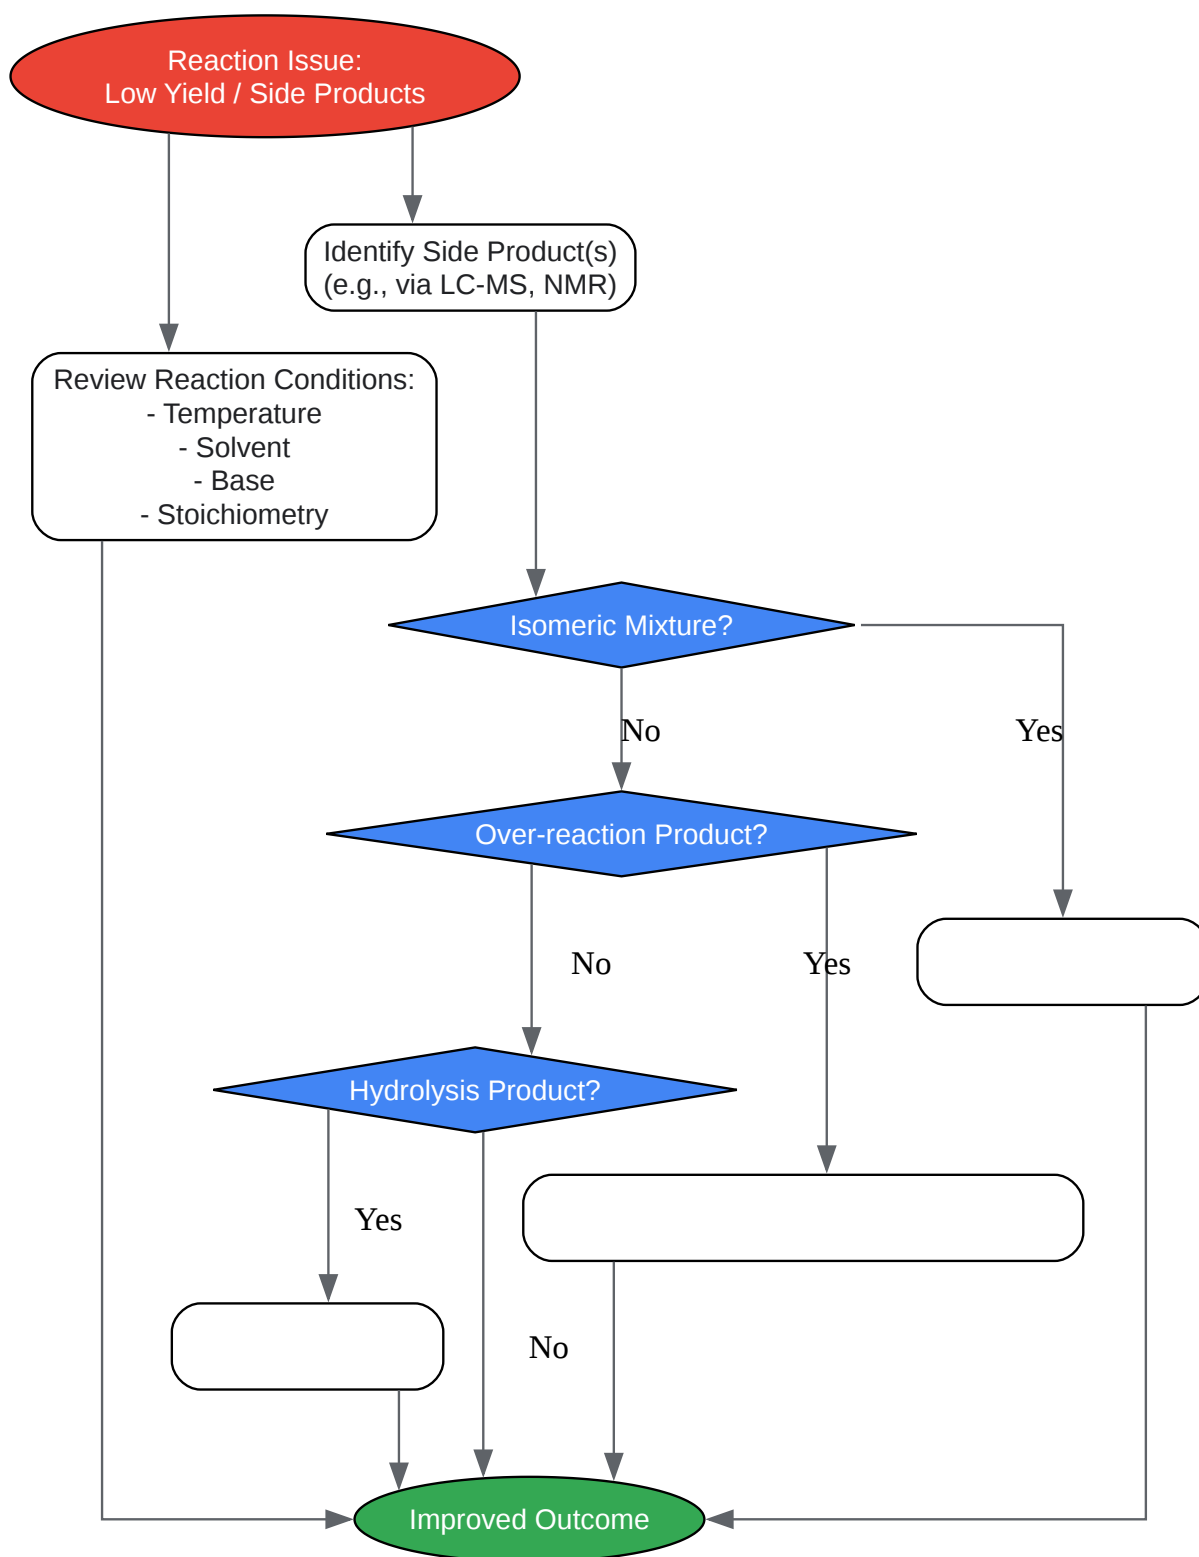 Reaction Issue:
Low Yield / Side Products
Identify Side Product(s)
(e.g., via LC-MS, NMR)
Review Reaction Conditions:
- Temperature
- Solvent
- Base
- Stoichiometry
Isomeric Mixture?
No
Yes
Over-reaction Product?
No
Yes
Hydrolysis Product?
Yes
No
Improved Outcome